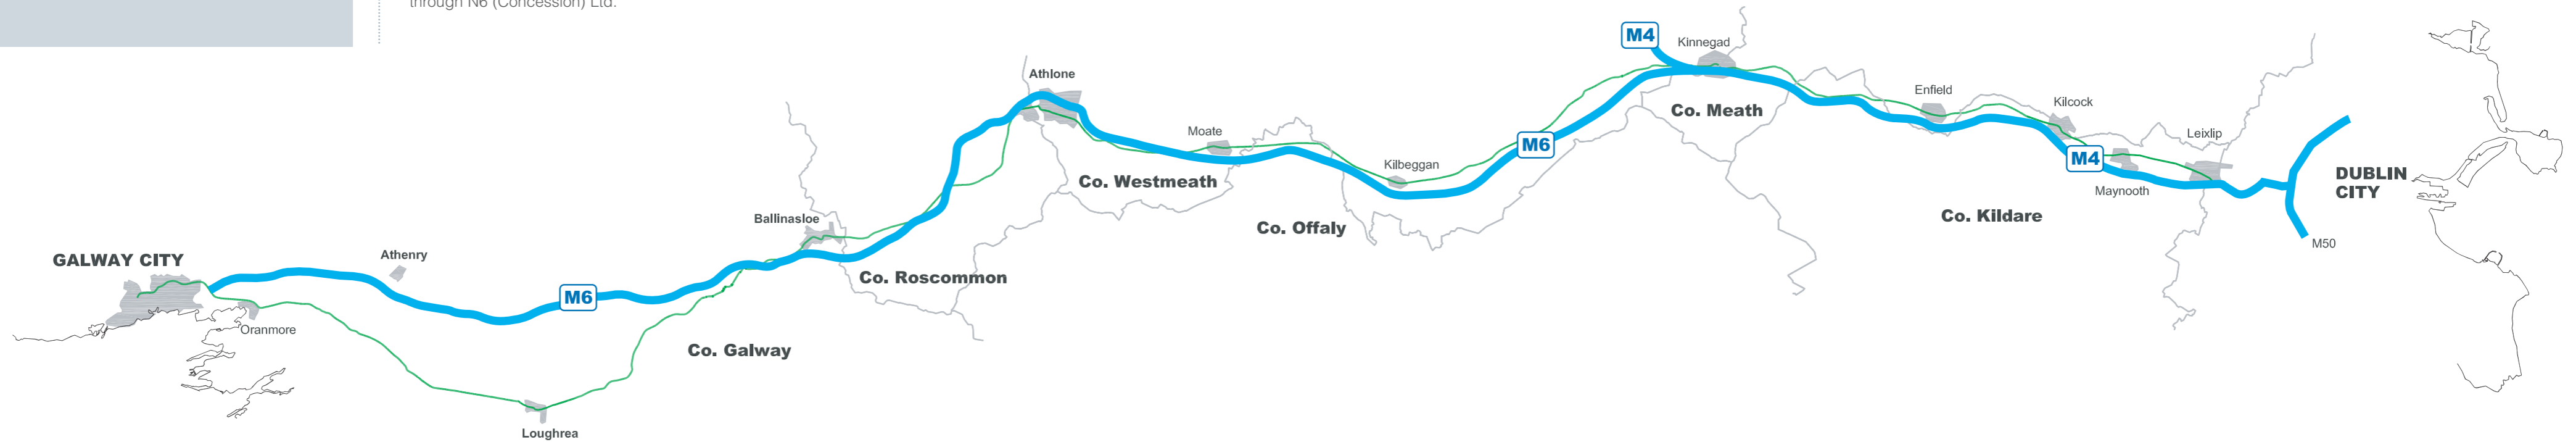 through N6 (Concession) Ltd.
M4
Kinnegad
Athlone
Co. Meath
Enfield
Kilcock
Moate
M6
Leixlip
Kilbeggan
M4
Co. Westmeath
Maynooth
DUBLIN
CITY
Ballinasloe
Co. Offaly
Co. Kildare
M50
GALWAY CITY
Athenry
Co. Roscommon
M6
Oranmore
Co. Galway
Loughrea